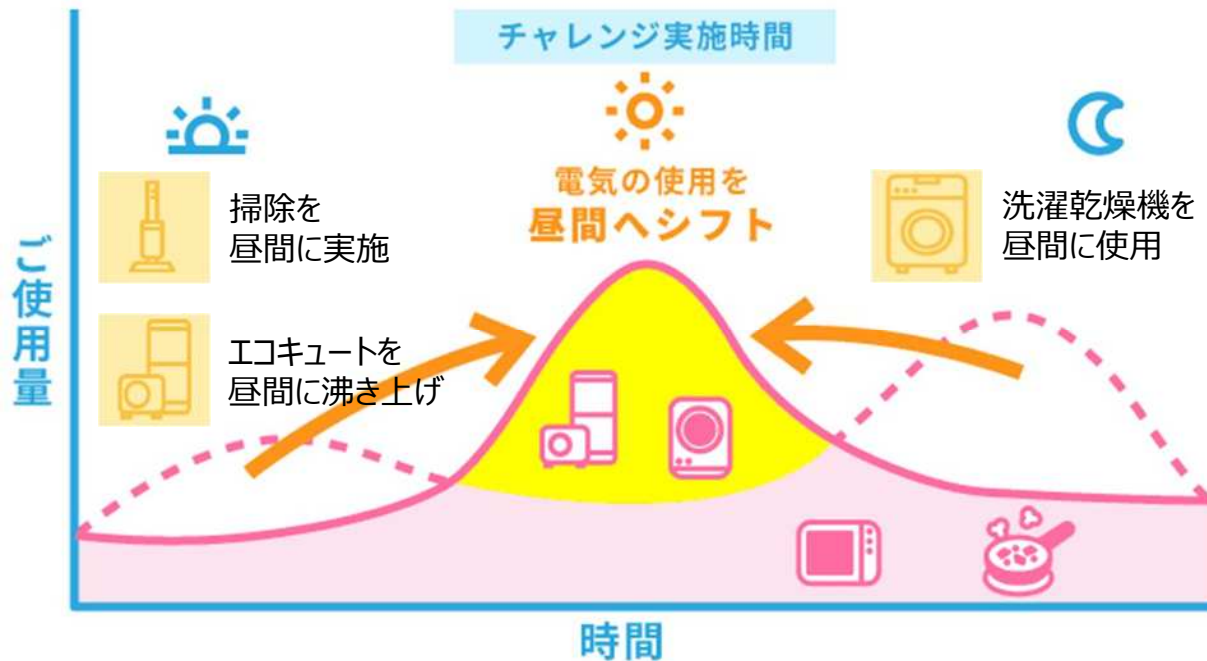 チャレンジ実施時間
電気の使用を
昼間へシフト
掃除を
昼間に実施
エコキュートを
昼間に沸き上げ
洗濯乾燥機を
昼間に使用
ご使用量
時間